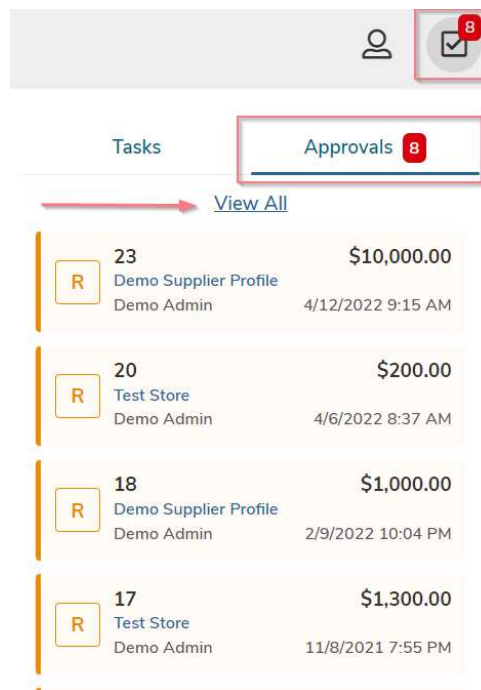 8
Tasks
Approvals 8
View All
R
23
$10,000.00
Demo Supplier Profile
Demo Admin
4/12/2022 9:15 AM
R
20
$200.00
Test Store
Demo Admin
4/6/2022 8:37 AM
R
18
$1,000.00
Demo Supplier Profile
Demo Admin
2/9/2022 10:04 PM
R
17
$1,300.00
Test Store
Demo Admin
11/8/2021 7:55 PM